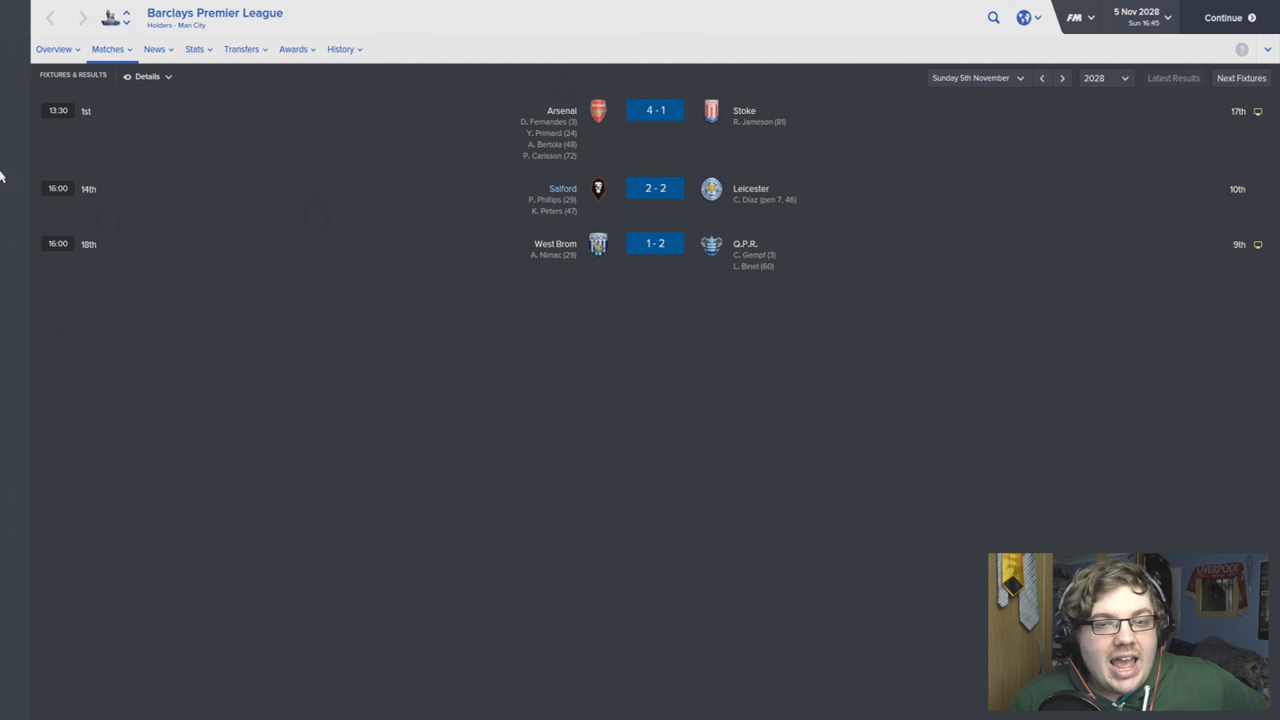 Barclays Premier League
Holders - Man City
FM
5 Nov 2028
Sun 16:45
Continue
Overview
Matches
News
Stats
Transfers
Awards
History
?
FIXTURES & RESULTS
Details
Sunday 5th November
2028
Latest Results
Next Fixtures
13:30 1st Arsenal 4 - 1 Stoke 17th
D. Fernandes (3) R. Jameson (81)
Y. Primard (24)
A. Bertola (48)
P. Carlsson (72)
16:00 14th Salford 2 - 2 Leicester 10th
P. Phillips (29) C. Díaz (pen 7, 46)
K. Peters (47)
16:00 18th West Brom 1 - 2 Q.P.R. 9th
A. Nimac (29) C. Gempf (3)
L. Binet (60)
LIVERPOOL